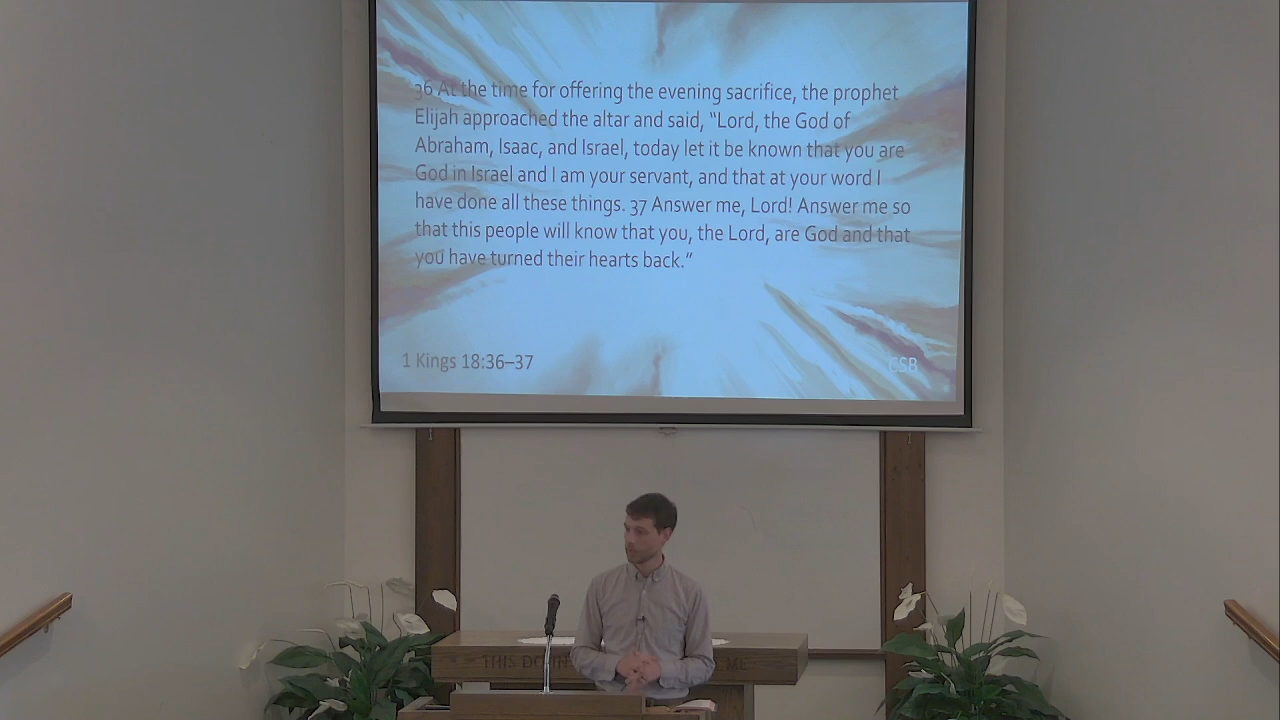 36 At the time for offering the evening sacrifice, the prophet
Elijah approached the altar and said, “Lord, the God of
Abraham, Isaac, and Israel, today let it be known that you are
God in Israel and I am your servant, and that at your word I
have done all these things. 37 Answer me, Lord! Answer me so
that this people will know that you, the Lord, are God and that
you have turned their hearts back.”
1 Kings 18:36–37
CSB
THIS DO ME